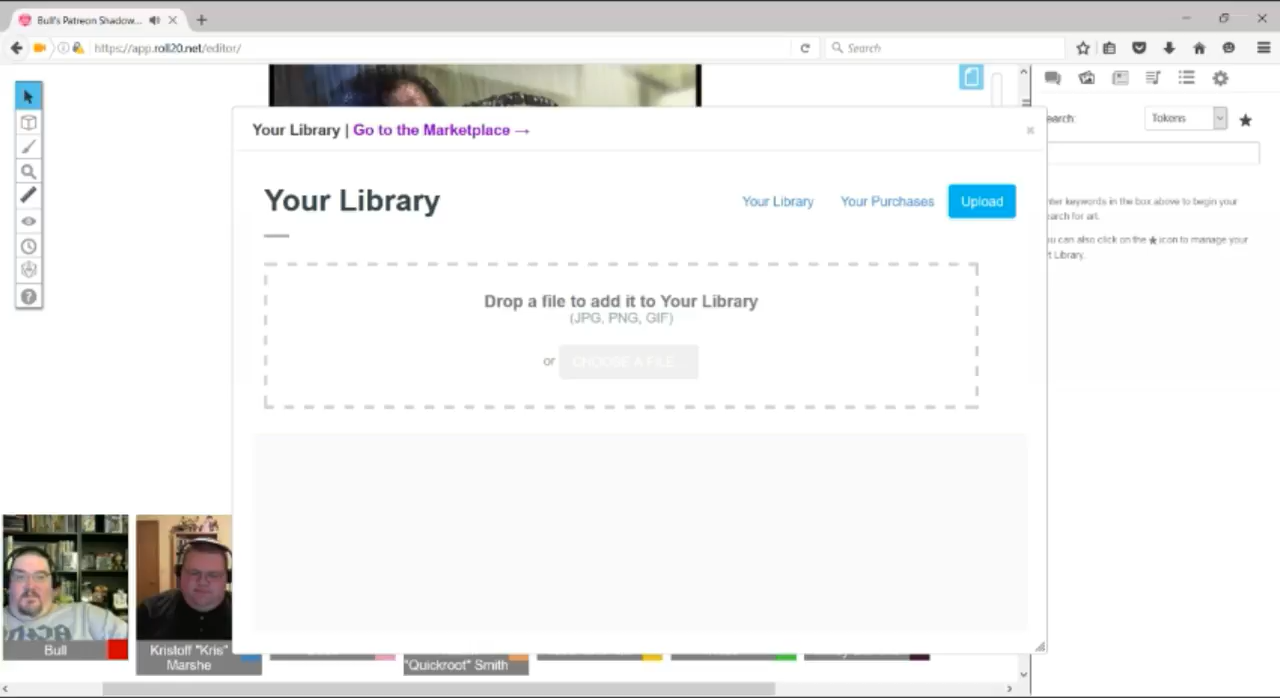 Bull's Patreon Shadow...
https://app.roll20.net/editor/
Search
Your Library | Go to the Marketplace →
earch:
Tokens
Your Library
Your Library
Your Purchases
Upload
nter keywords in the box above to begin your
arch for art.
ou can also click on the ★ icon to manage your
t Library.
Drop a file to add it to Your Library
(JPG, PNG, GIF)
or
CHOOSE A FILE...
Bull
Kristoff "Kris"
Marshe
"Quickroot" Smith